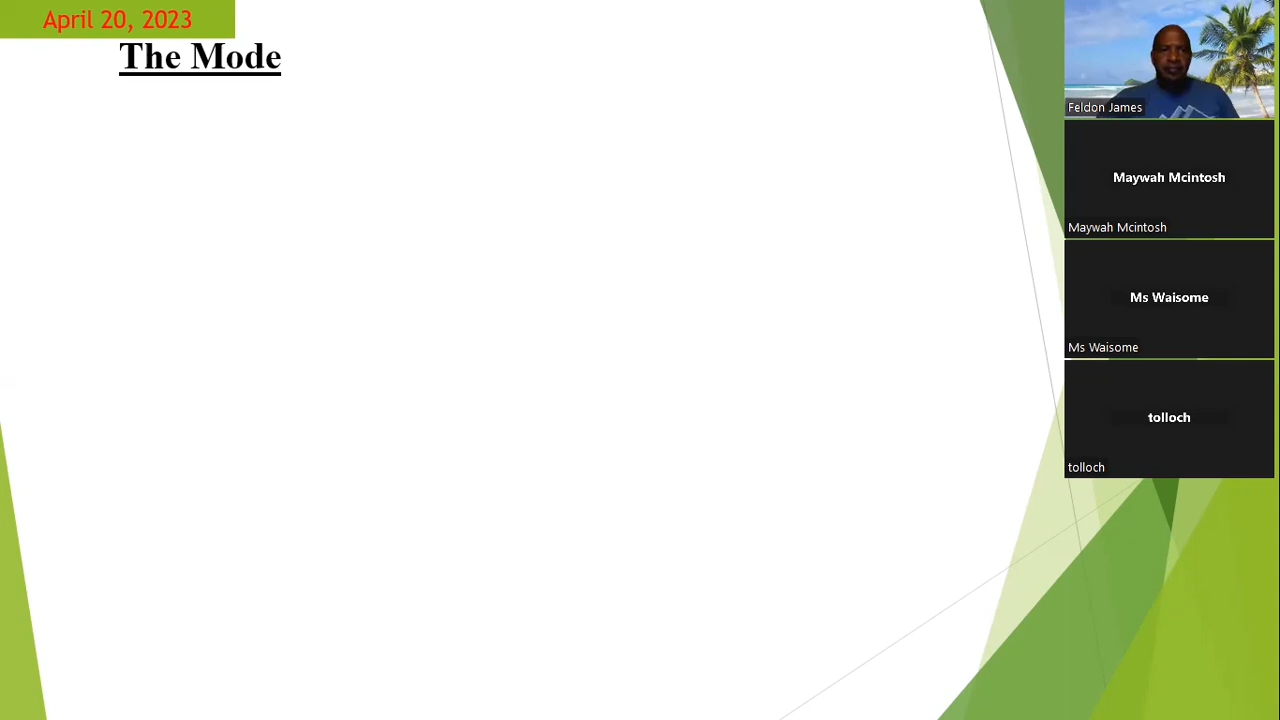 April 20, 2023
The Mode
Feldon James
Maywah Mcintosh
Maywah Mcintosh
Ms Waisome
Ms Waisome
tolloch
tolloch